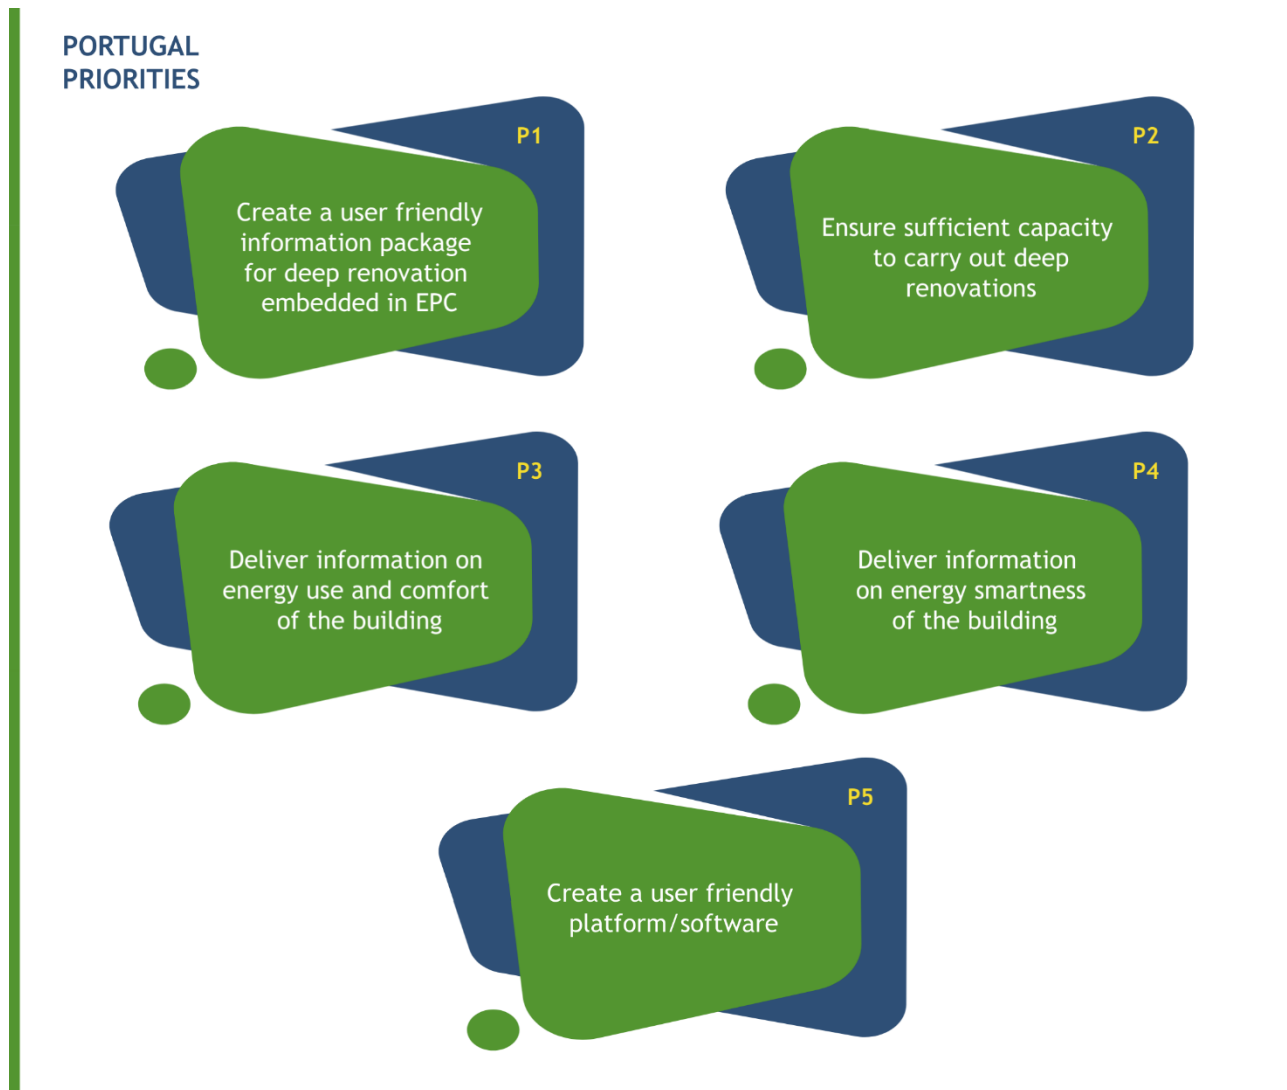 PORTUGAL
PRIORITIES
P1
Create a user friendly
information package
for deep renovation
embedded in EPC
P2
Ensure sufficient capacity
to carry out deep
renovations
P3
Deliver information on
energy use and comfort
of the building
P4
Deliver information
on energy smartness
of the building
P5
Create a user friendly
platform/software